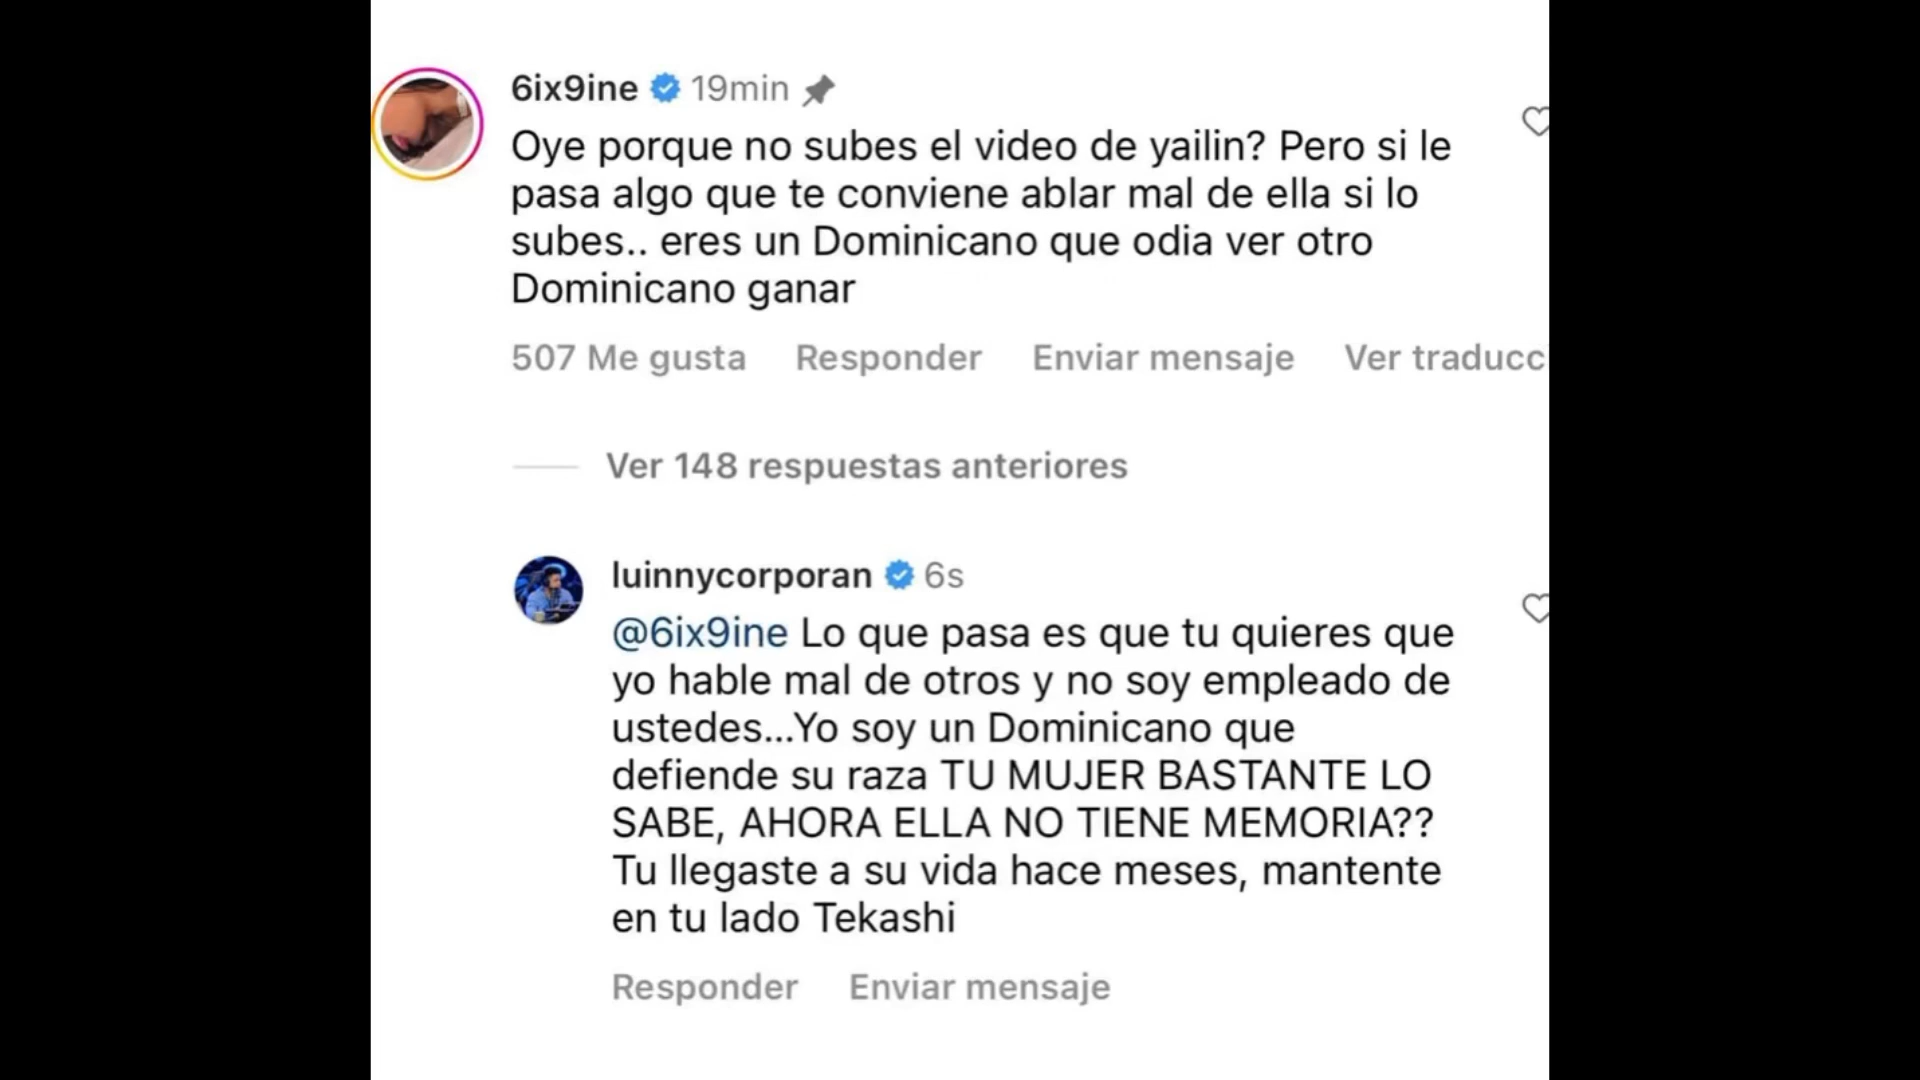 6ix9ine 19min
Oye porque no subes el video de yailin? Pero si le
pasa algo que te conviene ablar mal de ella si lo
subes.. eres un Dominicano que odia ver otro
Dominicano ganar
507 Me gusta Responder Enviar mensaje Ver traducc
Ver 148 respuestas anteriores
luinnycorporan 6s
@6ix9ine Lo que pasa es que tu quieres que
yo hable mal de otros y no soy empleado de
ustedes...Yo soy un Dominicano que
defiende su raza TU MUJER BASTANTE LO
SABE, AHORA ELLA NO TIENE MEMORIA??
Tu llegaste a su vida hace meses, mantente
en tu lado Tekashi
Responder Enviar mensaje